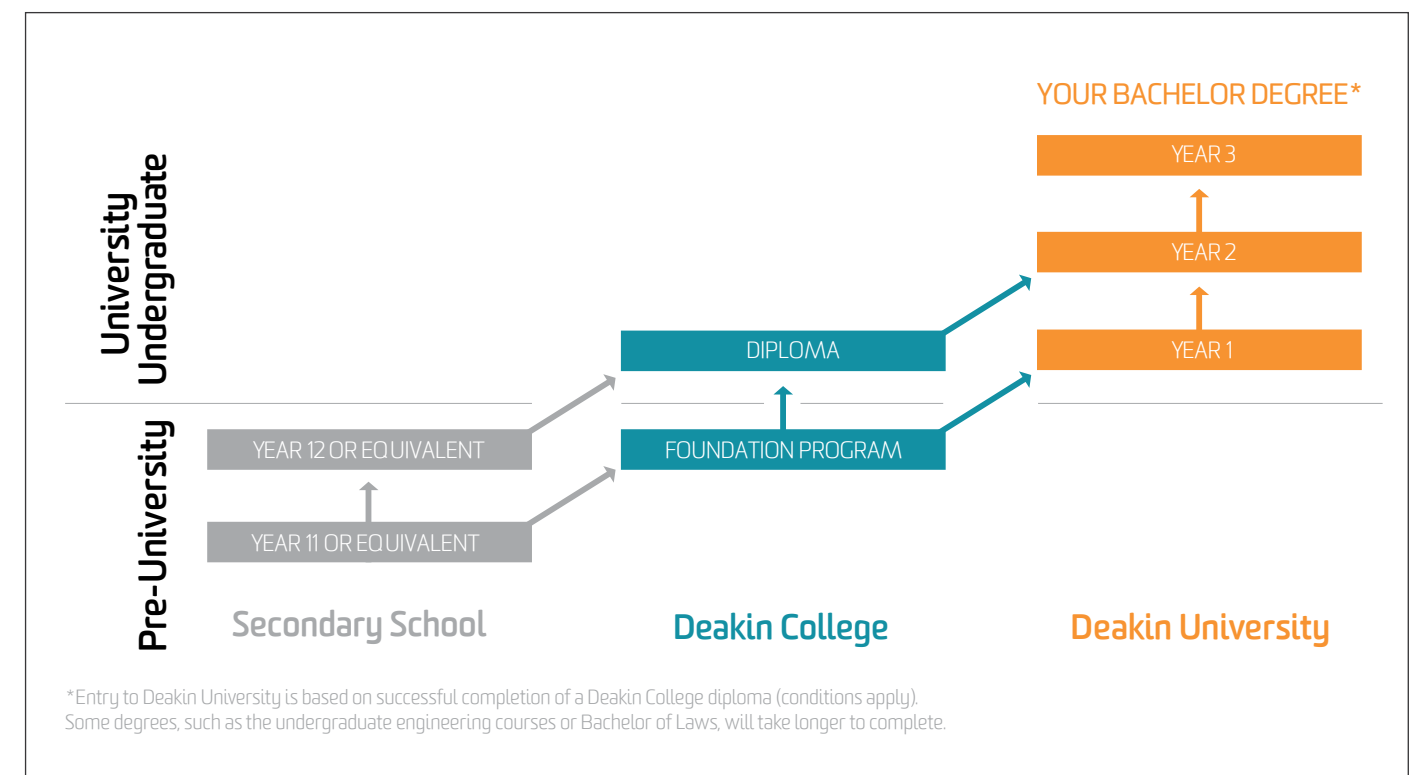 YOUR BACHELOR DEGREE*
YEAR 3
YEAR 2
YEAR 1
University
Undergraduate
DIPLOMA
Pre-University
YEAR 12 OR EQUIVALENT
FOUNDATION PROGRAM
YEAR 11 OR EQUIVALENT
Secondary School
Deakin College
Deakin University
*Entry to Deakin University is based on successful completion of a Deakin College diploma (conditions apply).
Some degrees, such as the undergraduate engineering courses or Bachelor of Laws, will take longer to complete.